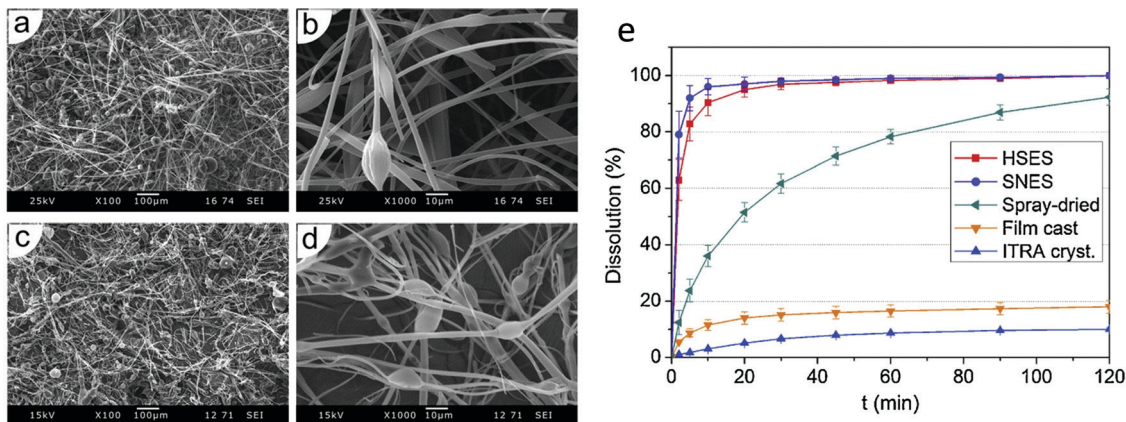 a
25kV X100 100µm 16 74 SEI
b
25kV X1000 10µm 16 74 SEI
c
15kV X100 100µm 12 71 SEI
d
15kV X1000 10µm 12 71 SEI
e
Dissolution (%)
100
80
60
40
20
0
HSES
SNES
Spray-dried
Film cast
ITRA cryst.
0 20 40 60 80 100 120
t (min)